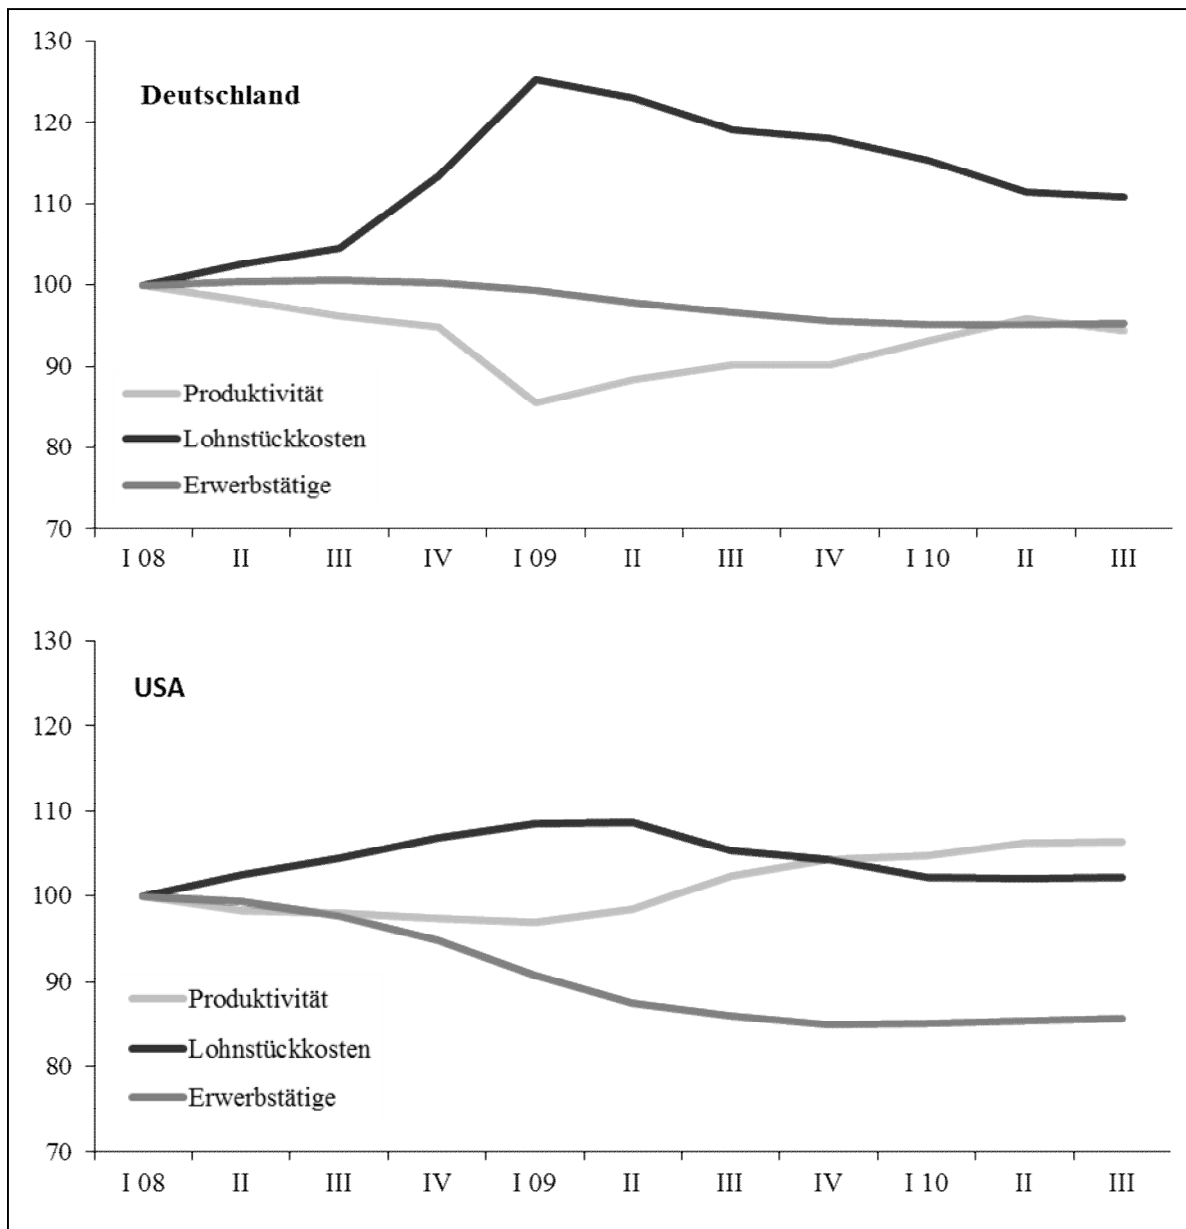 130
Deutschland
120
110
100
90
Produktivität
Lohnstückkosten
80
Erwerbstätige
70
I 08 II III IV I 09 II III IV I 10 II III
130
USA
120
110
100
90
Produktivität
Lohnstückkosten
80
Erwerbstätige
70
I 08 II III IV I 09 II III IV I 10 II III